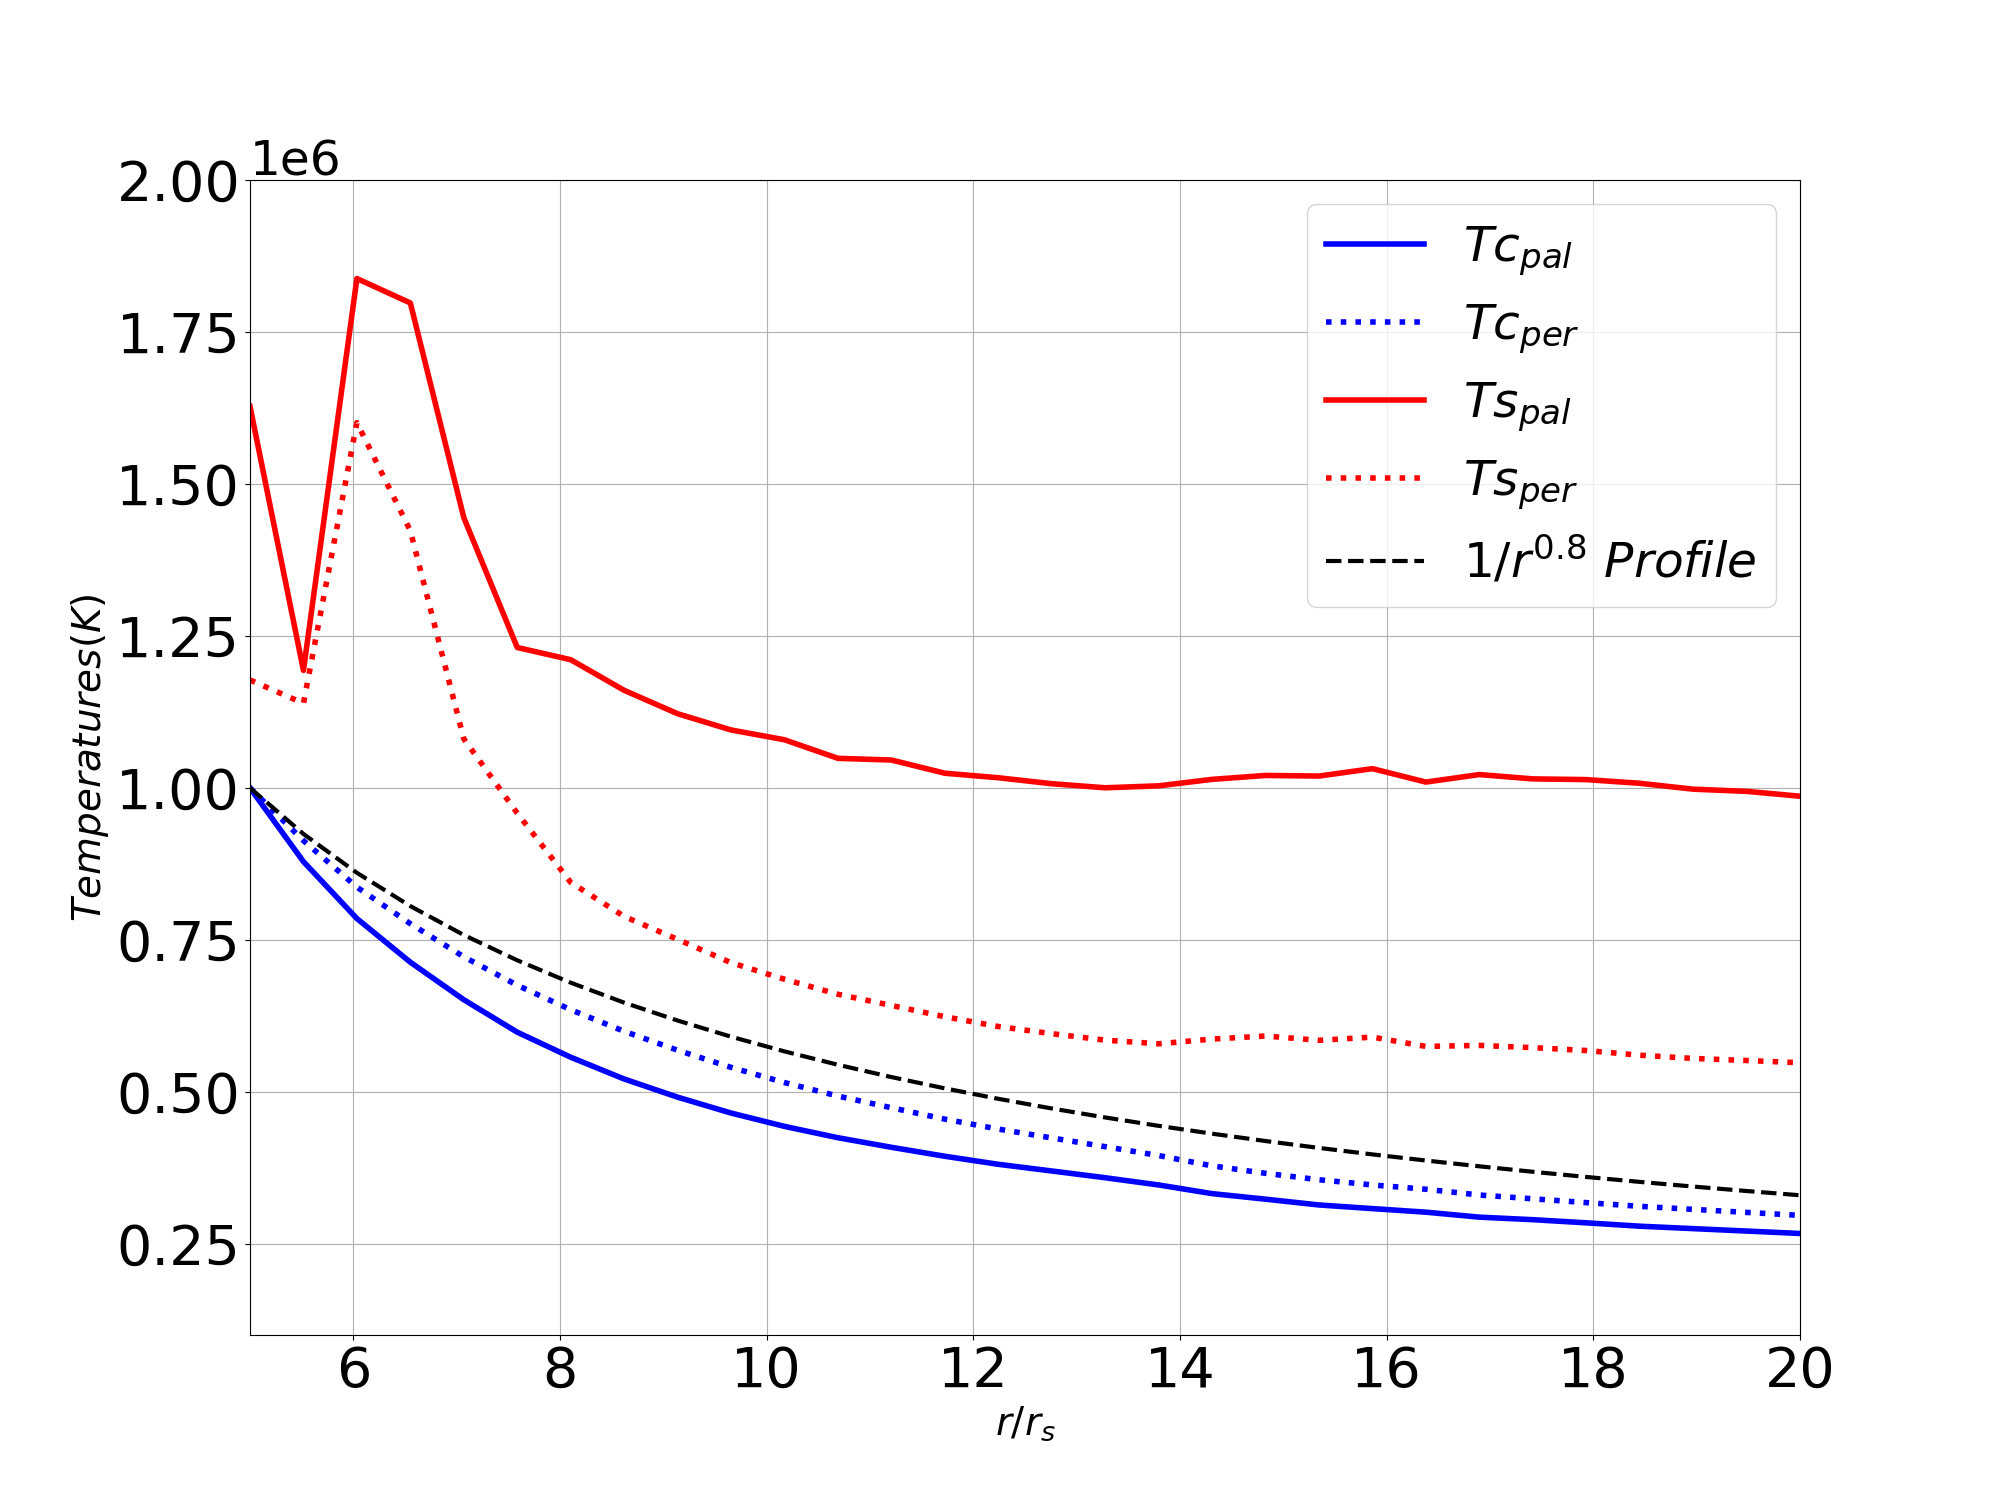 1e6
2.00
1.75
1.50
1.25
1.00
0.75
0.50
0.25
Temperatures(K)
Tc_pal
Tc_per
Ts_pal
Ts_per
1/r^0.8 Profile
6 8 10 12 14 16 18 20
r/r_s